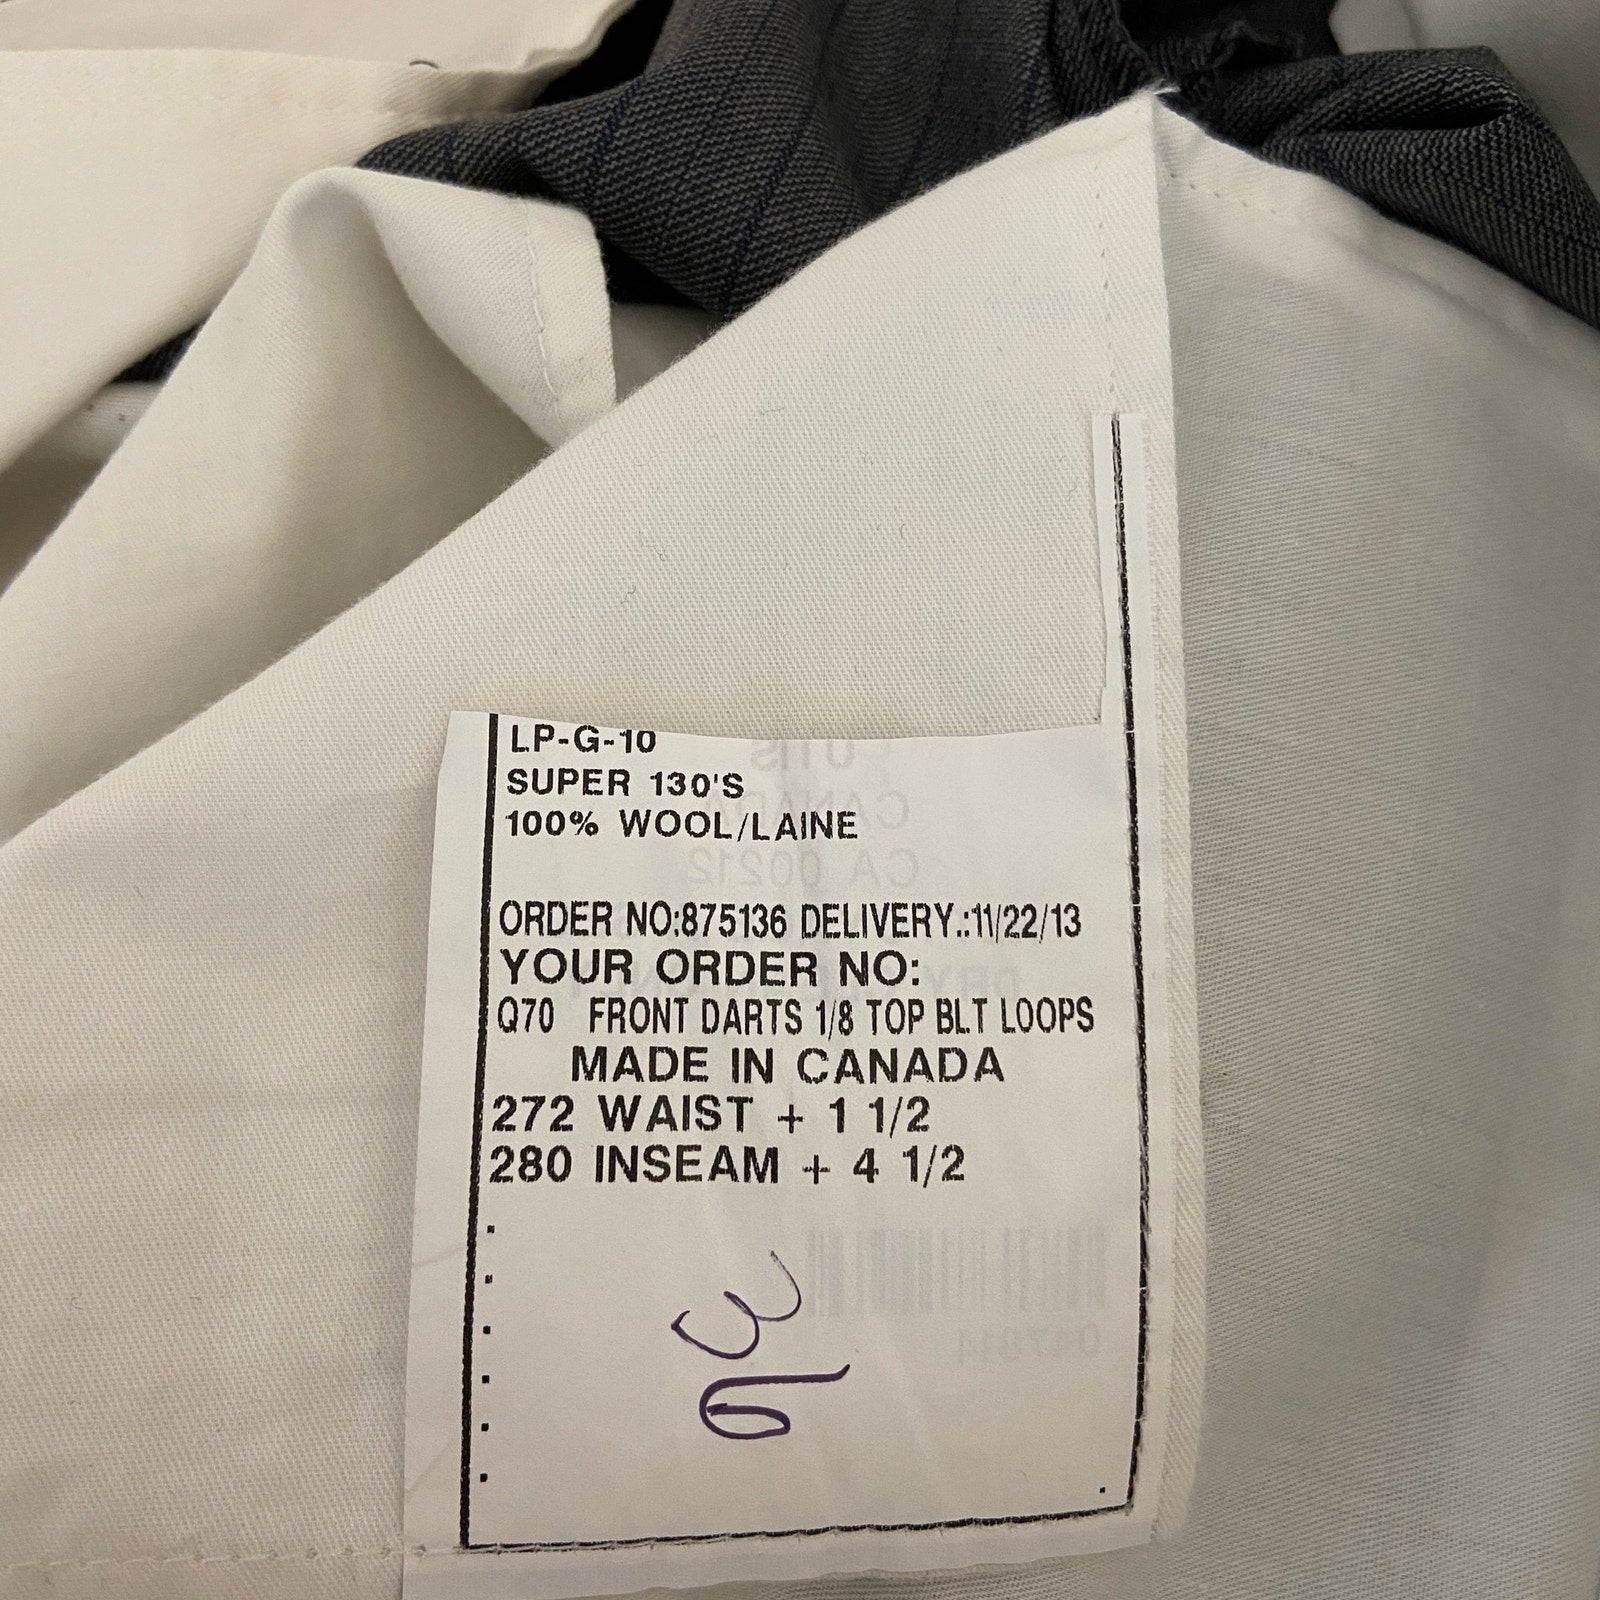 LP-G-10
SUPER 130'S
100% WOOL/LAINE
ORDER NO:875136 DELIVERY.:11/22/13
YOUR ORDER NO:
Q70 FRONT DARTS 1/8 TOP BLT LOOPS
MADE IN CANADA
272 WAIST + 1 1/2
280 INSEAM + 4 1/2